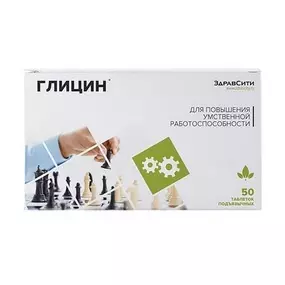 ЗДРАВСИТИ
ГЛИЦИН
ДЛЯ ПОВЫШЕНИЯ
УМСТВЕННОЙ
РАБОТОСПОСОБНОСТИ
50
ТАБЛЕТОК
ПОДЪЯЗЫЧНЫХ